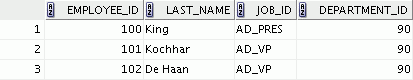 EMPLOYEE_ID LAST_NAME JOB_ID DEPARTMENT_ID
1 100 King AD_PRES 90
2 101 Kochhar AD_VP 90
3 102 De Haan AD_VP 90